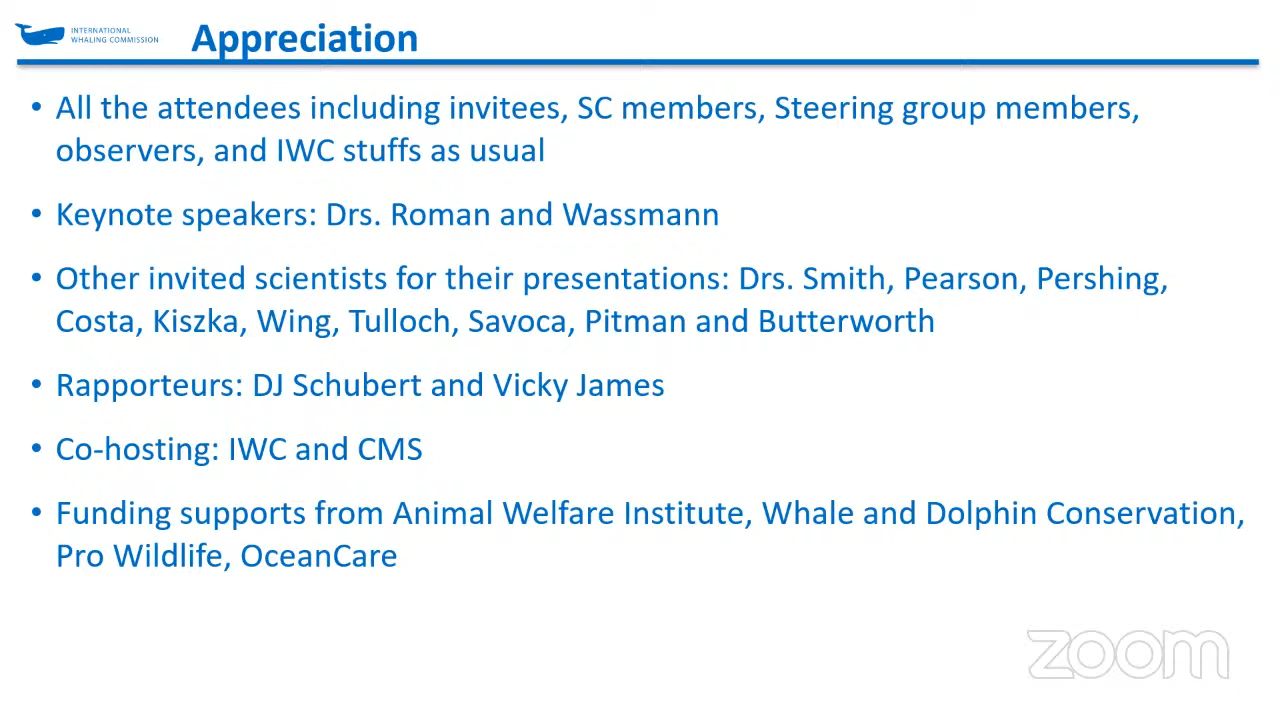 INTERNATIONAL
WHALING COMMISSION
Appreciation
• All the attendees including invitees, SC members, Steering group members,
observers, and IWC stuffs as usual
• Keynote speakers: Drs. Roman and Wassmann
• Other invited scientists for their presentations: Drs. Smith, Pearson, Pershing,
Costa, Kiszka, Wing, Tulloch, Savoca, Pitman and Butterworth
• Rapporteurs: DJ Schubert and Vicky James
• Co-hosting: IWC and CMS
• Funding supports from Animal Welfare Institute, Whale and Dolphin Conservation,
Pro Wildlife, OceanCare
zoom